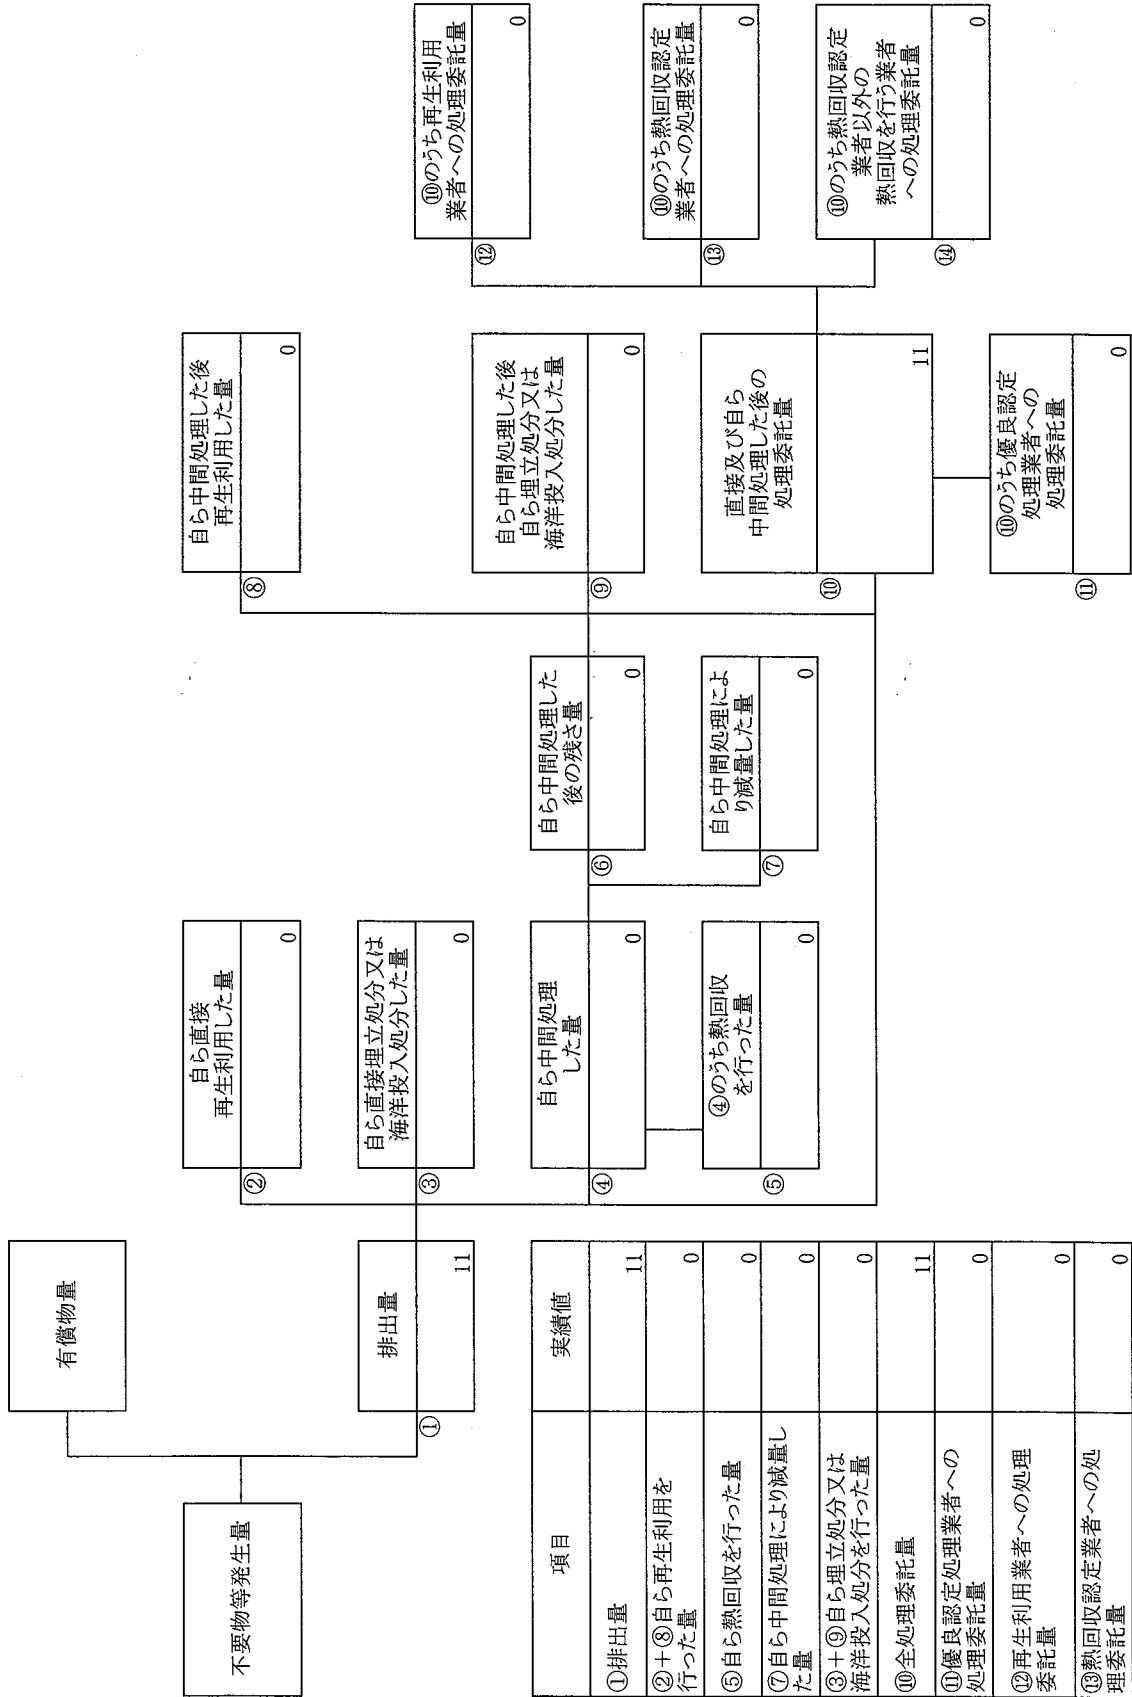 不要物等発生量
有償物量
①
排出量
11
②
自ら直接
再生利用した量
0
③
自ら直接埋立処分又は
海洋投入処分した量
0
④
自ら中間処理
した量
0
⑤
④のうち熱回収
を行った量
0
⑥
自ら中間処理した
後の残さ量
0
⑦
自ら中間処理によ
り減量した量
0
⑧
自ら中間処理した後
再生利用した量
0
⑨
自ら中間処理した後
自ら埋立処分又は
海洋投入処分した量
0
⑩
直接及び自ら
中間処理した後の
処理委託量
11
⑪
⑩のうち優良認定
処理業者への
処理委託量
0
⑫
⑩のうち再生利用
業者への処理委託量
0
⑬
⑩のうち熱回収認定
業者への処理委託量
0
⑭
⑩のうち熱回収認定
業者以外の
熱回収を行う業者
への処理委託量
0
項目 実績値
①排出量 11
②+⑧自ら再生利用を
行った量 0
⑤自ら熱回収を行った量 0
⑦自ら中間処理により減量し
た量 0
③+⑨自ら埋立処分又は
海洋投入処分を行った量 0
⑩全処理委託量 11
⑪優良認定処理業者への
処理委託量 0
⑫再生利用業者への処理
委託量 0
⑬熱回収認定業者への処
理委託量 0